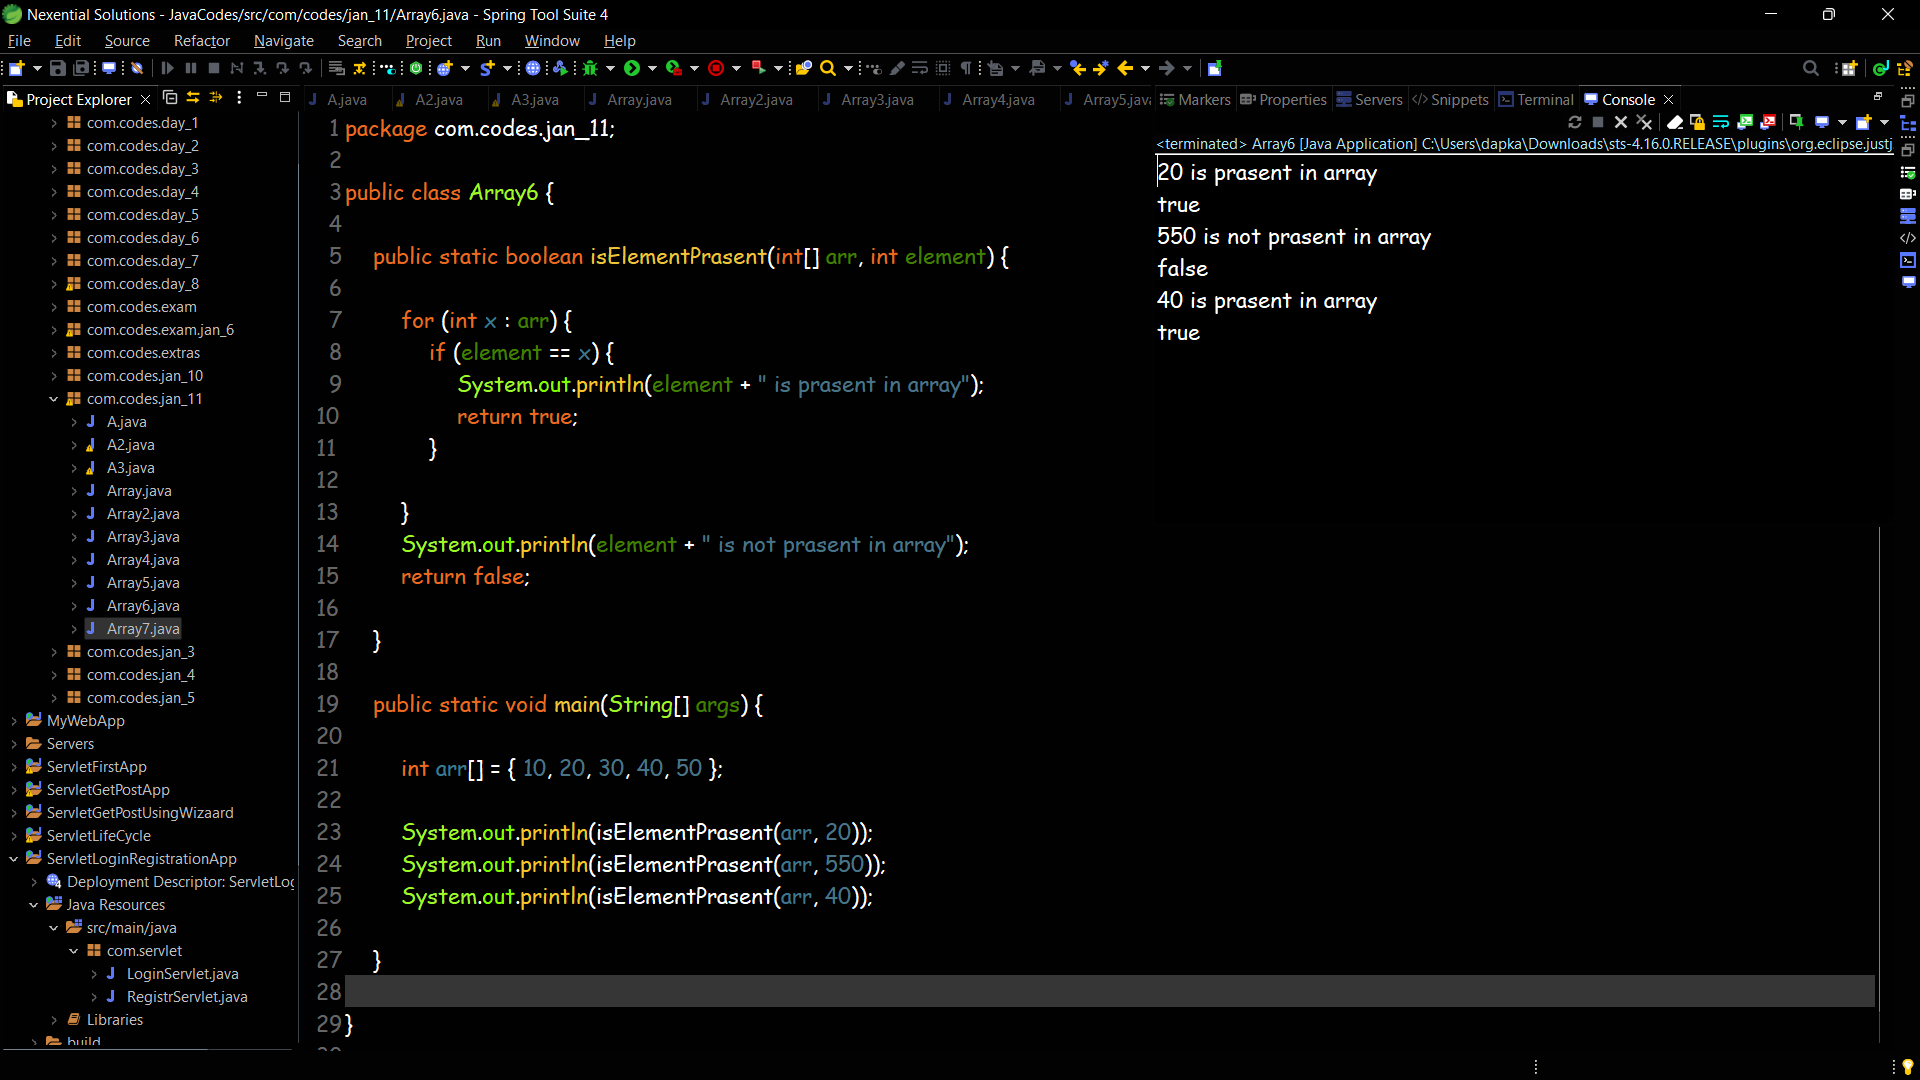 Nexential Solutions - JavaCodes/src/com/codes/jan_11/Array6.java - Spring Tool Suite 4
File Edit Source Refactor Navigate Search Project Run Window Help
Project Explorer
A.java A2.java A3.java Array.java Array2.java Array3.java Array4.java Array5.java
Markers Properties Servers Snippets Terminal Console
com.codes.day_1
com.codes.day_2
com.codes.day_3
com.codes.day_4
com.codes.day_5
com.codes.day_6
com.codes.day_7
com.codes.day_8
com.codes.exam
com.codes.exam.jan_6
com.codes.extras
com.codes.jan_10
com.codes.jan_11
A.java
A2.java
A3.java
Array.java
Array2.java
Array3.java
Array4.java
Array5.java
Array6.java
Array7.java
com.codes.jan_3
com.codes.jan_4
com.codes.jan_5
MyWebApp
Servers
ServletFirstApp
ServletGetPostApp
ServletGetPostUsingWizaard
ServletLifeCycle
ServletLoginRegistrationApp
Deployment Descriptor: ServletLog
Java Resources
src/main/java
com.servlet
LoginServlet.java
RegistrServlet.java
Libraries
build
1 package com.codes.jan_11;
2
3 public class Array6 {
4
5 public static boolean isElementPrasent(int[] arr, int element) {
6
7 for (int x : arr) {
8 if (element == x) {
9 System.out.println(element + " is prasent in array");
10 return true;
11 }
12
13 }
14 System.out.println(element + " is not prasent in array");
15 return false;
16
17 }
18
19 public static void main(String[] args) {
20
21 int arr[] = { 10, 20, 30, 40, 50 };
22
23 System.out.println(isElementPrasent(arr, 20));
24 System.out.println(isElementPrasent(arr, 550));
25 System.out.println(isElementPrasent(arr, 40));
26
27 }
28
29 }
<terminated> Array6 [Java Application] C:\Users\dapka\Downloads\sts-4.16.0.RELEASE\plugins\org.eclipse.justj
20 is prasent in array
true
550 is not prasent in array
false
40 is prasent in array
true